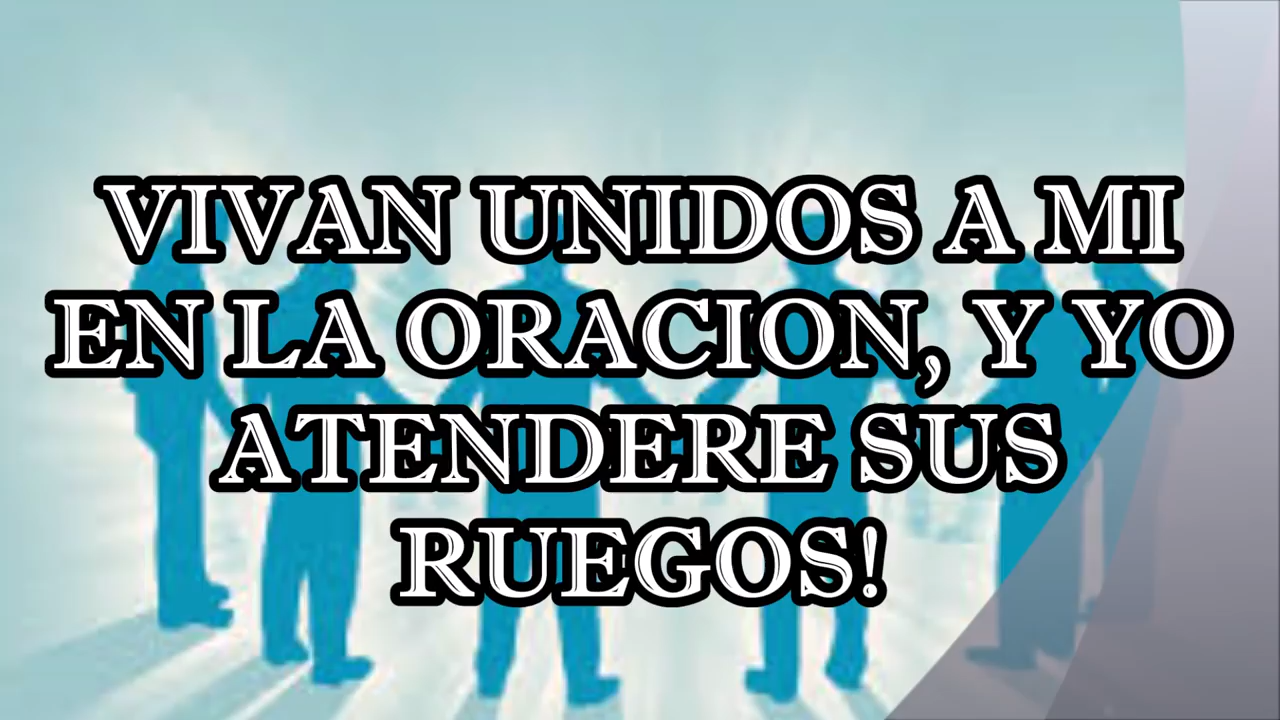 VIVAN UNIDOS A MI
EN LA ORACION, Y YO
ATENDERE SUS
RUEGOS!